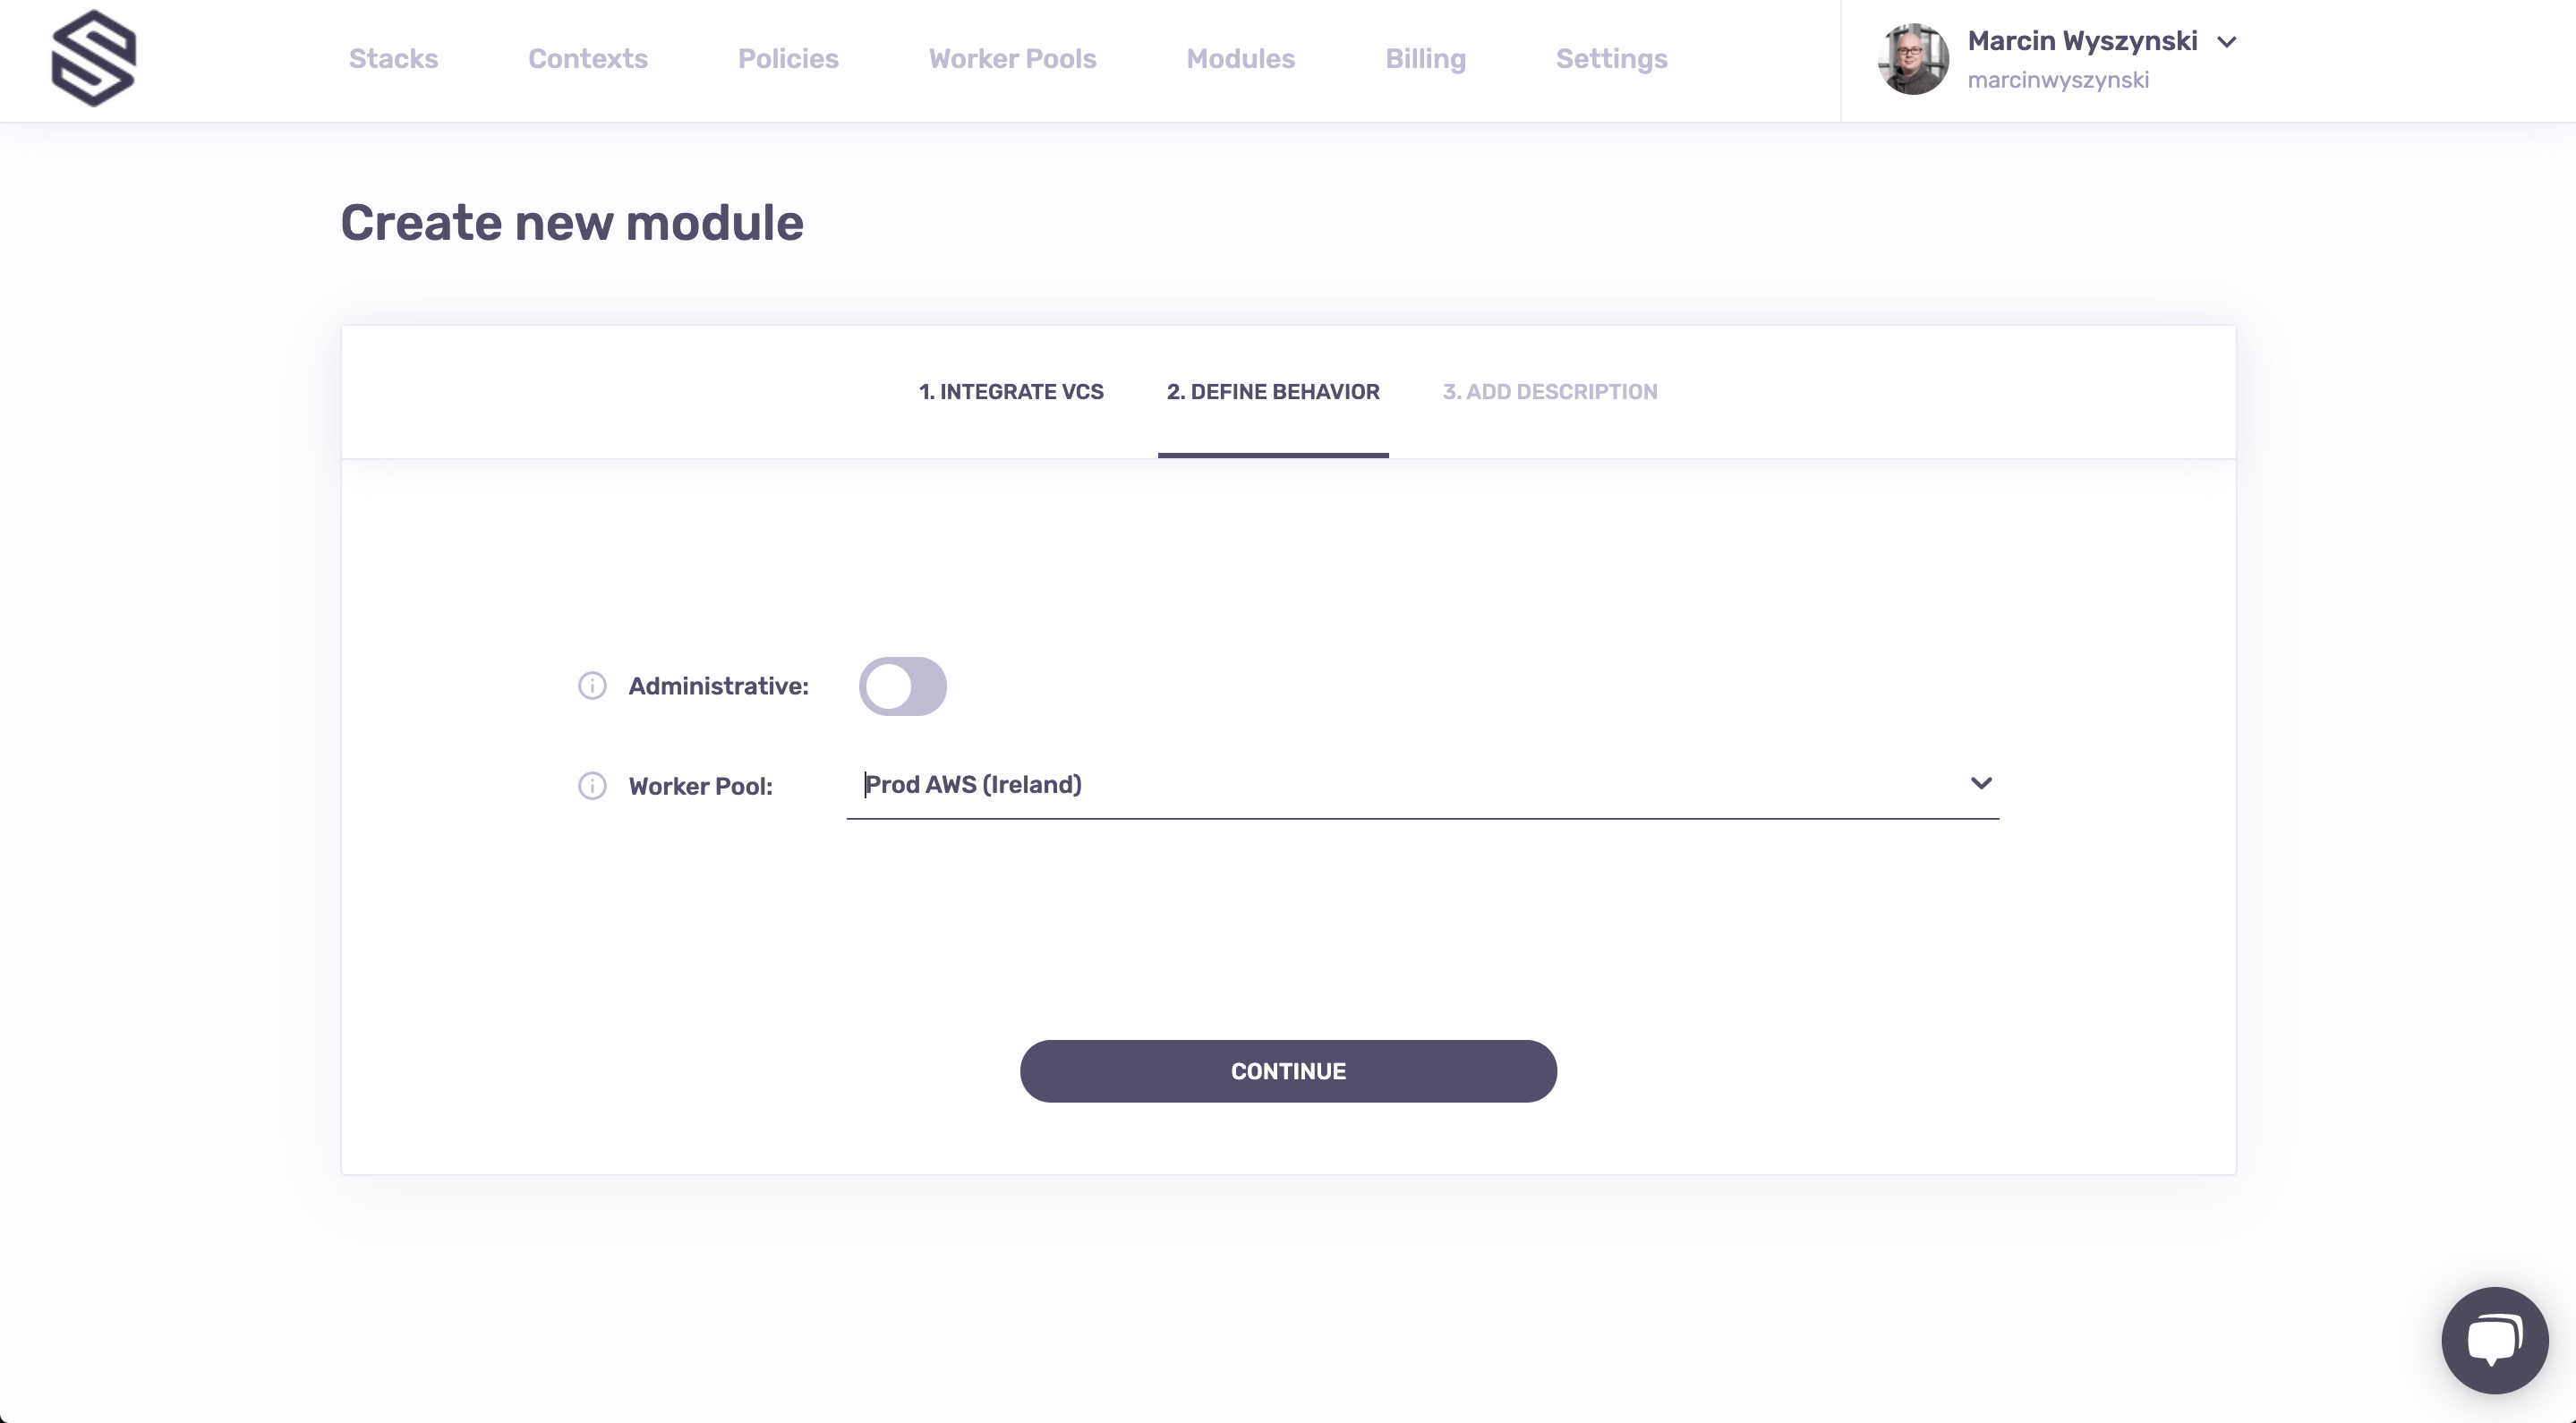 Stacks
Contexts
Policies
Worker Pools
Modules
Billing
Settings
Marcin Wyszynski
marcinwyszynski
Create new module
1. INTEGRATE VCS
2. DEFINE BEHAVIOR
3. ADD DESCRIPTION
Administrative:
Worker Pool:
Prod AWS (Ireland)
CONTINUE